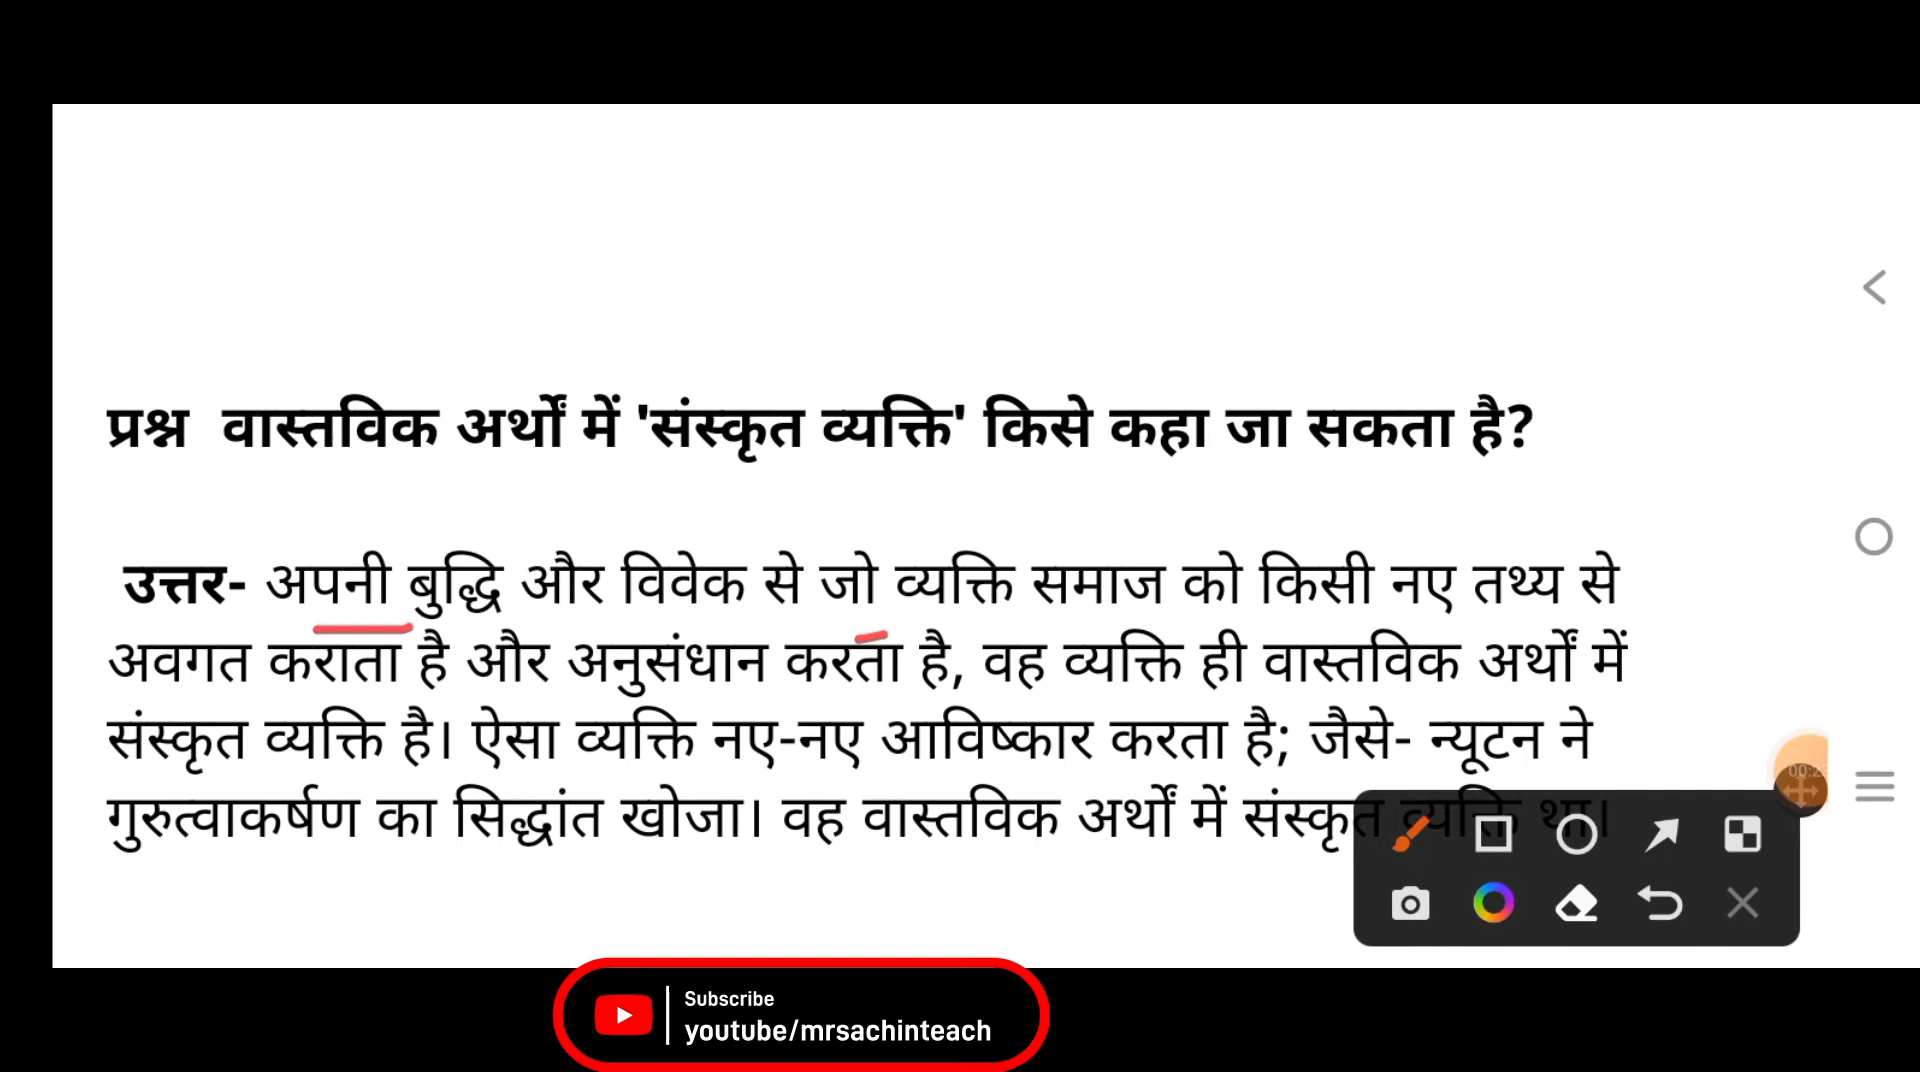 प्रश्न वास्तविक अर्थों में 'संस्कृत व्यक्ति' किसे कहा जा सकता है?
उत्तर- अपनी बुद्धि और विवेक से जो व्यक्ति समाज को किसी नए तथ्य से
अवगत कराता है और अनुसंधान करता है, वह व्यक्ति ही वास्तविक अर्थों में
संस्कृत व्यक्ति है। ऐसा व्यक्ति नए-नए आविष्कार करता है; जैसे- न्यूटन ने
गुरुत्वाकर्षण का सिद्धांत खोजा। वह वास्तविक अर्थों में संस्कृत व्यक्ति था।
Subscribe
youtube/mrsachinteach